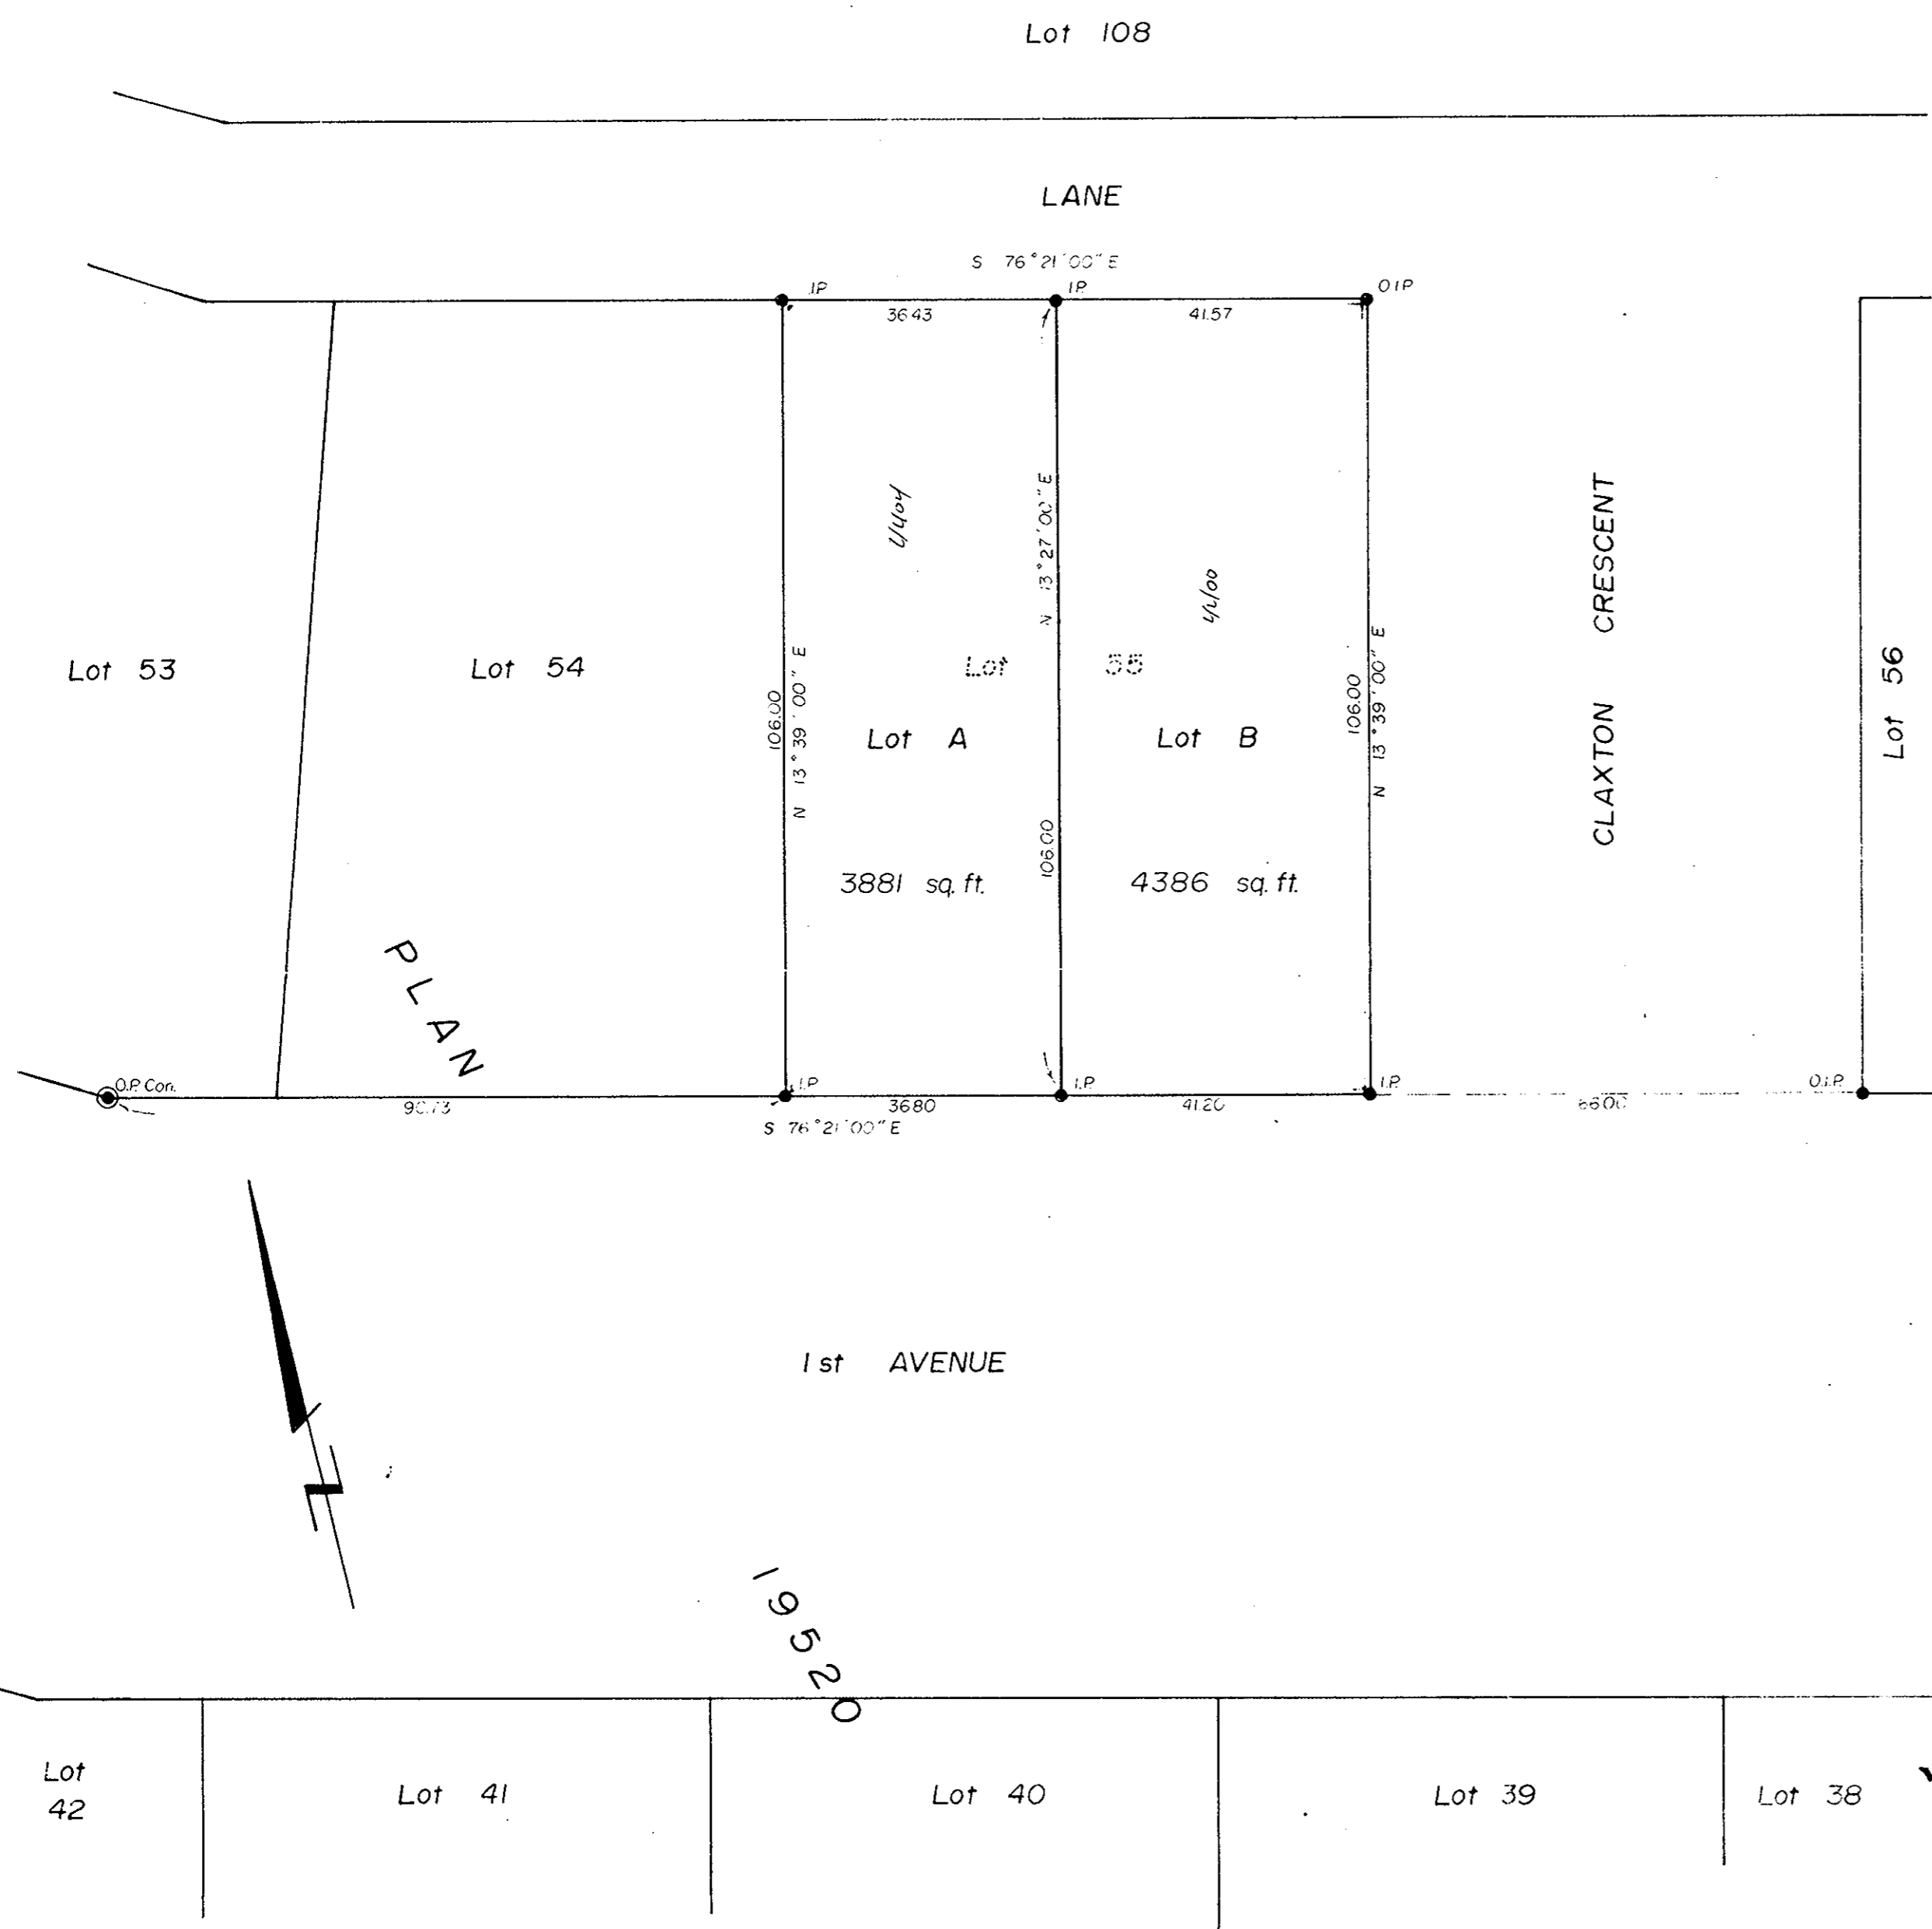 Lot 108
LANE
S 76°21'00" E
I.P.
I.P.
O.I.P.
36.43
41.57
N 13°27'00" E
N 13°39'00" E
106.00
N 13°39'00" E
106.00
106.00
CLAXTON CRESCENT
Lot 53
Lot 54
Lot 55
Lot 56
Lot A
Lot B
3881 sq. ft.
4386 sq. ft.
PLAN
O.P. Con.
I.P.
I.P.
I.P.
O.I.P.
90.73
36.80
41.20
66.00
S 76°21'00" E
1st AVENUE
19520
Lot
42
Lot 41
Lot 40
Lot 39
Lot 38